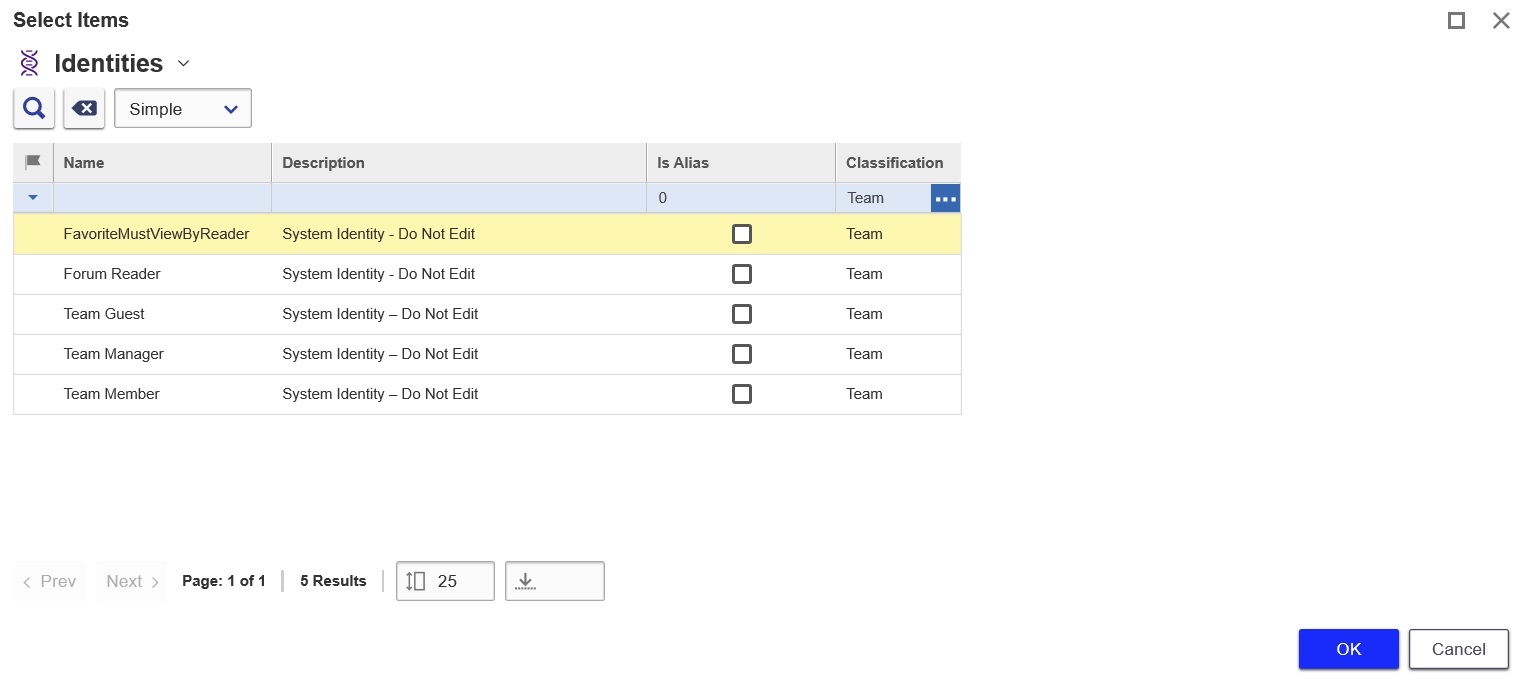 Select Items
Identities
Simple
Name Description Is Alias Classification
0 Team
FavoriteMustViewByReader System Identity - Do Not Edit Team
Forum Reader System Identity - Do Not Edit Team
Team Guest System Identity – Do Not Edit Team
Team Manager System Identity – Do Not Edit Team
Team Member System Identity – Do Not Edit Team
Prev Next Page: 1 of 1 5 Results 25
OK Cancel